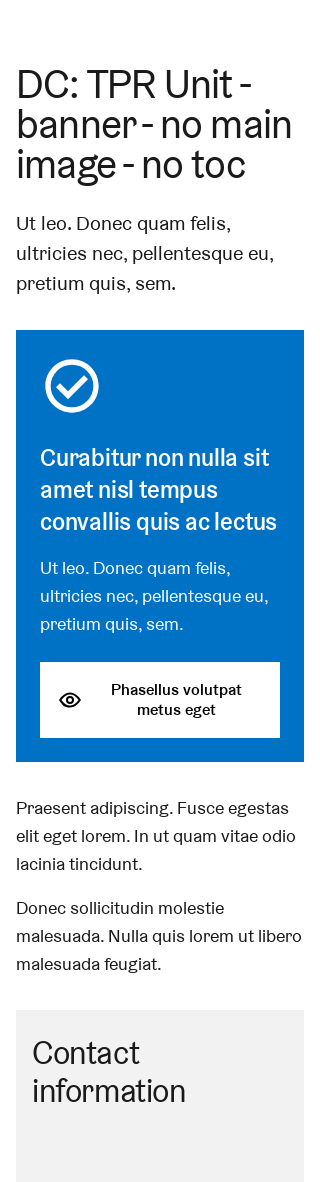 DC: TPR Unit -
banner - no main
image - no toc
Ut leo. Donec quam felis,
ultricies nec, pellentesque eu,
pretium quis, sem.
Curabitur non nulla sit
amet nisl tempus
convallis quis ac lectus
Ut leo. Donec quam felis,
ultricies nec, pellentesque eu,
pretium quis, sem.
Phasellus volutpat
metus eget
Praesent adipiscing. Fusce egestas
elit eget lorem. In ut quam vitae odio
lacinia tincidunt.
Donec sollicitudin molestie
malesuada. Nulla quis lorem ut libero
malesuada feugiat.
Contact
information